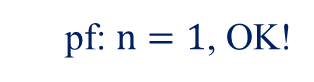 pf: n = 1, OK!